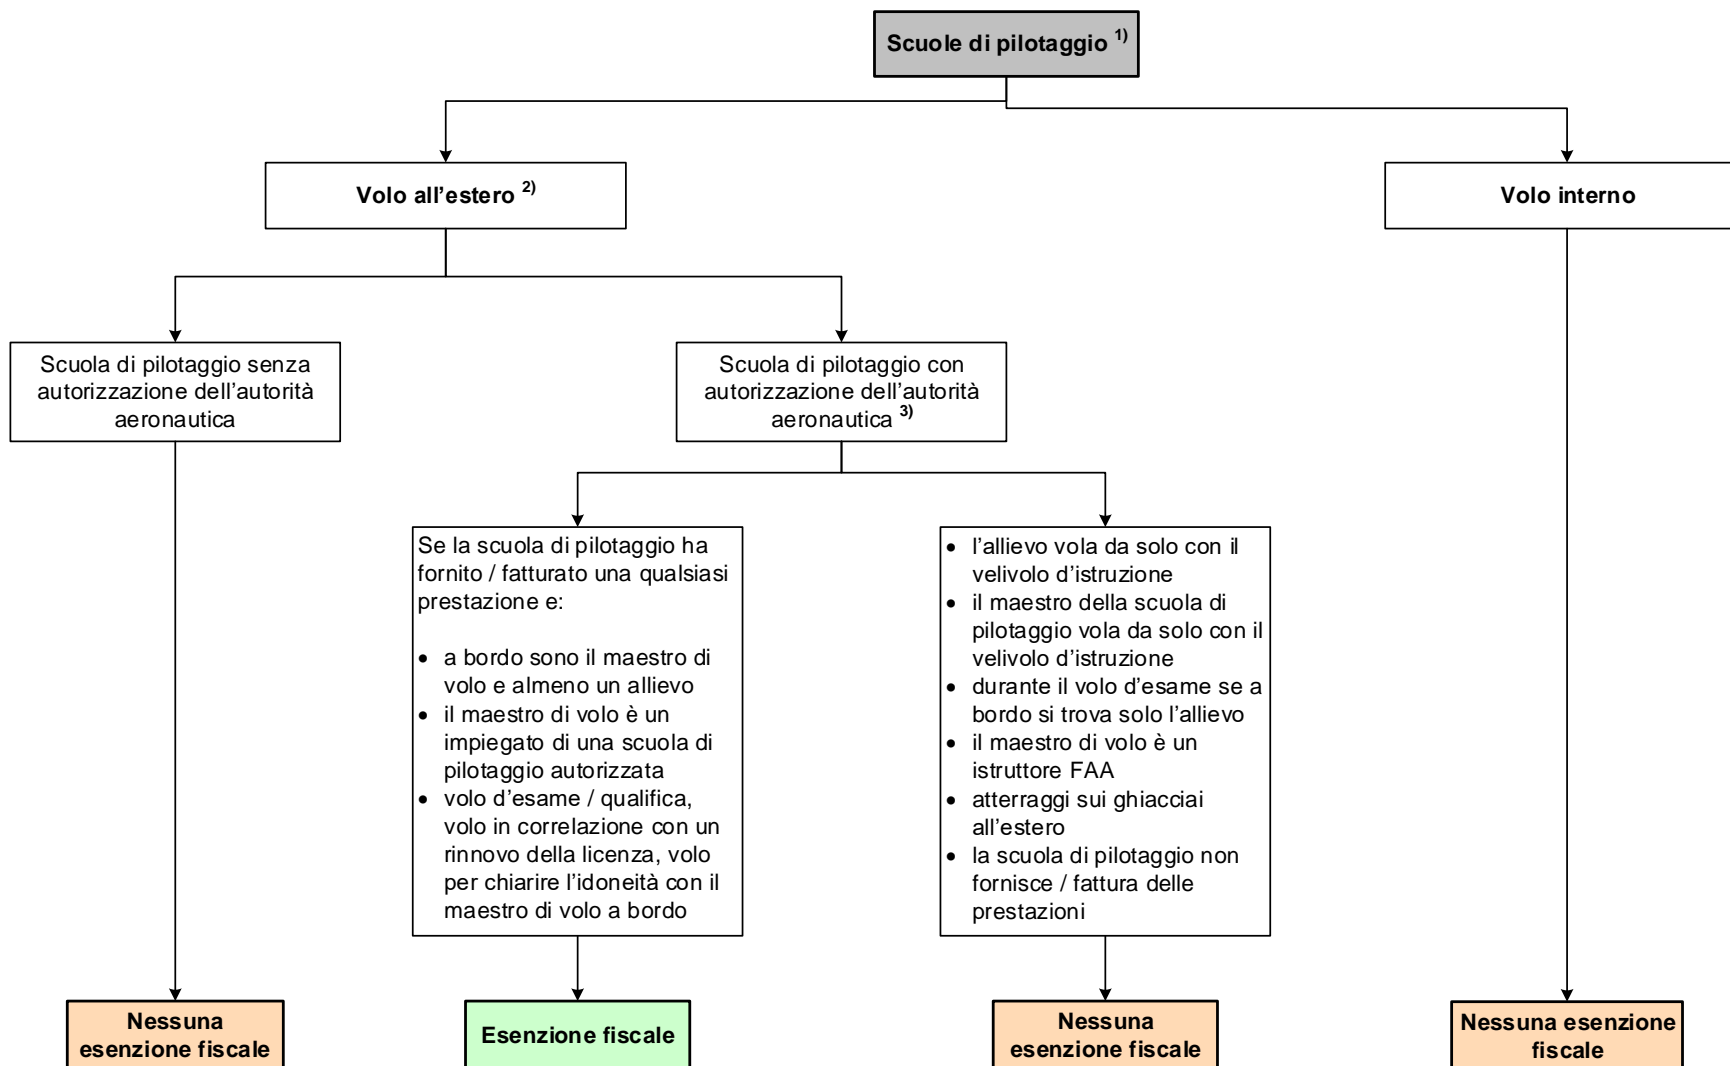 Scuole di pilotaggio 1)
Volo all'estero 2)
Volo interno
Scuola di pilotaggio senza
autorizzazione dell'autorità
aeronautica
Scuola di pilotaggio con
autorizzazione dell'autorità
aeronautica 3)
Se la scuola di pilotaggio ha
fornito / fatturato una qualsiasi
prestazione e:
• a bordo sono il maestro di
volo e almeno un allievo
• il maestro di volo è un
impiegato di una scuola di
pilotaggio autorizzata
• volo d'esame / qualifica,
volo in correlazione con un
rinnovo della licenza, volo
per chiarire l'idoneità con il
maestro di volo a bordo
• l'allievo vola da solo con il
velivolo d'istruzione
• il maestro della scuola di
pilotaggio vola da solo con il
velivolo d'istruzione
• durante il volo d'esame se a
bordo si trova solo l'allievo
• il maestro di volo è un
istruttore FAA
• atterraggi sui ghiacciai
all'estero
• la scuola di pilotaggio non
fornisce / fattura delle
prestazioni
Nessuna
esenzione fiscale
Esenzione fiscale
Nessuna
esenzione fiscale
Nessuna esenzione
fiscale